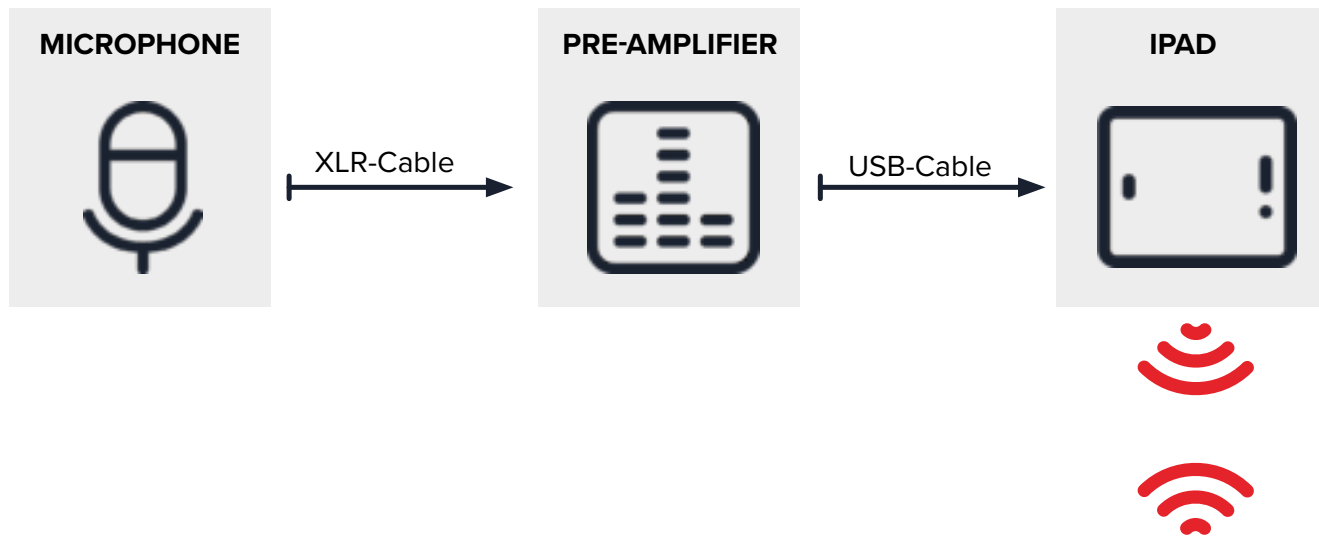 MICROPHONE
PRE-AMPLIFIER
IPAD
XLR-Cable
USB-Cable